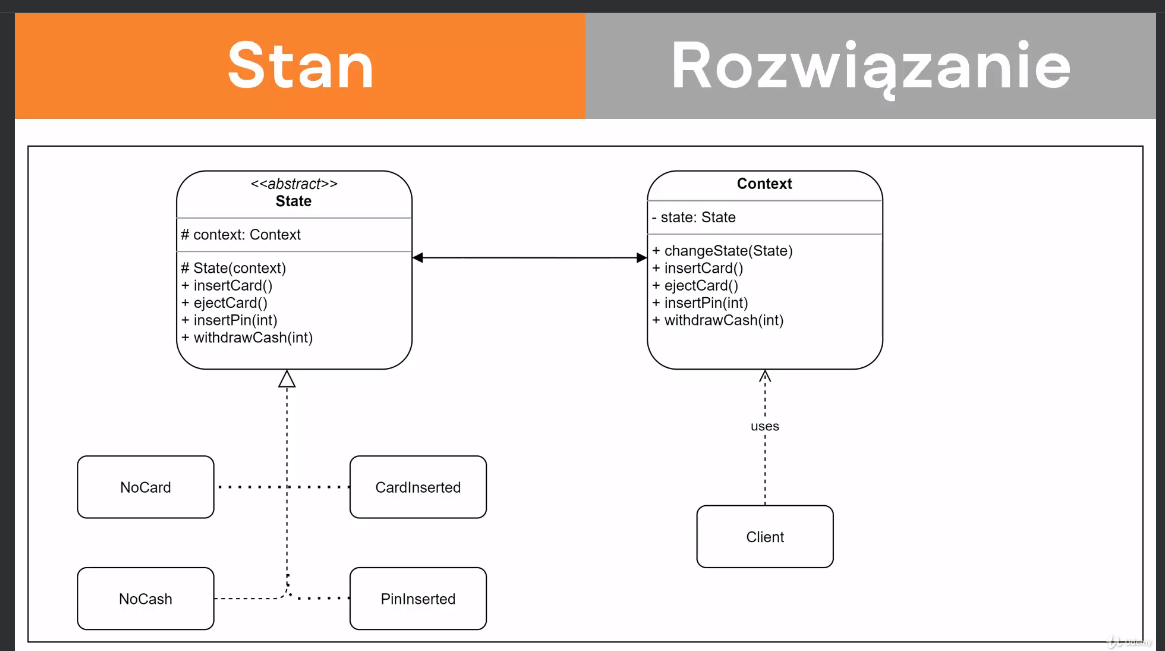 Stan
Rozwiązanie
<<abstract>>
State
# context: Context
# State(context)
+ insertCard()
+ ejectCard()
+ insertPin(int)
+ withdrawCash(int)
Context
- state: State
+ changeState(State)
+ insertCard()
+ ejectCard()
+ insertPin(int)
+ withdrawCash(int)
uses
NoCard
CardInserted
Client
NoCash
PinInserted
Udemy